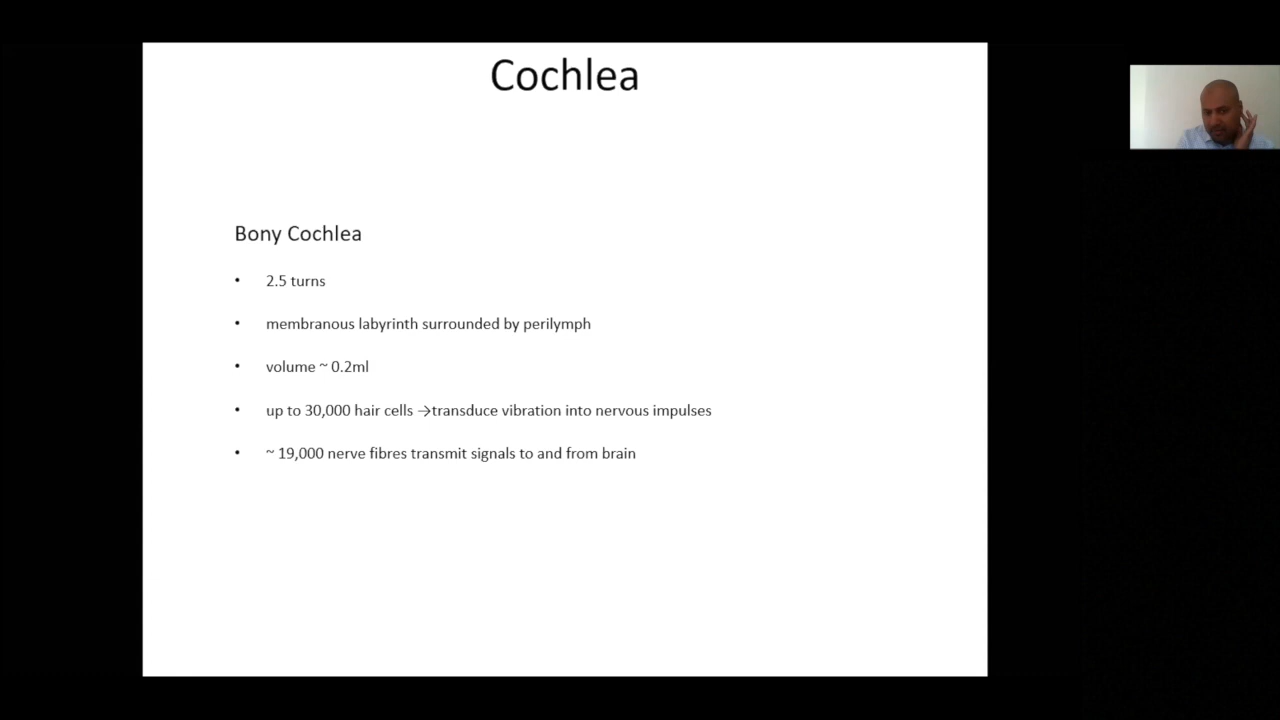 Cochlea
Bony Cochlea
• 2.5 turns
• membranous labyrinth surrounded by perilymph
• volume ~ 0.2ml
• up to 30,000 hair cells →transduce vibration into nervous impulses
• ~ 19,000 nerve fibres transmit signals to and from brain